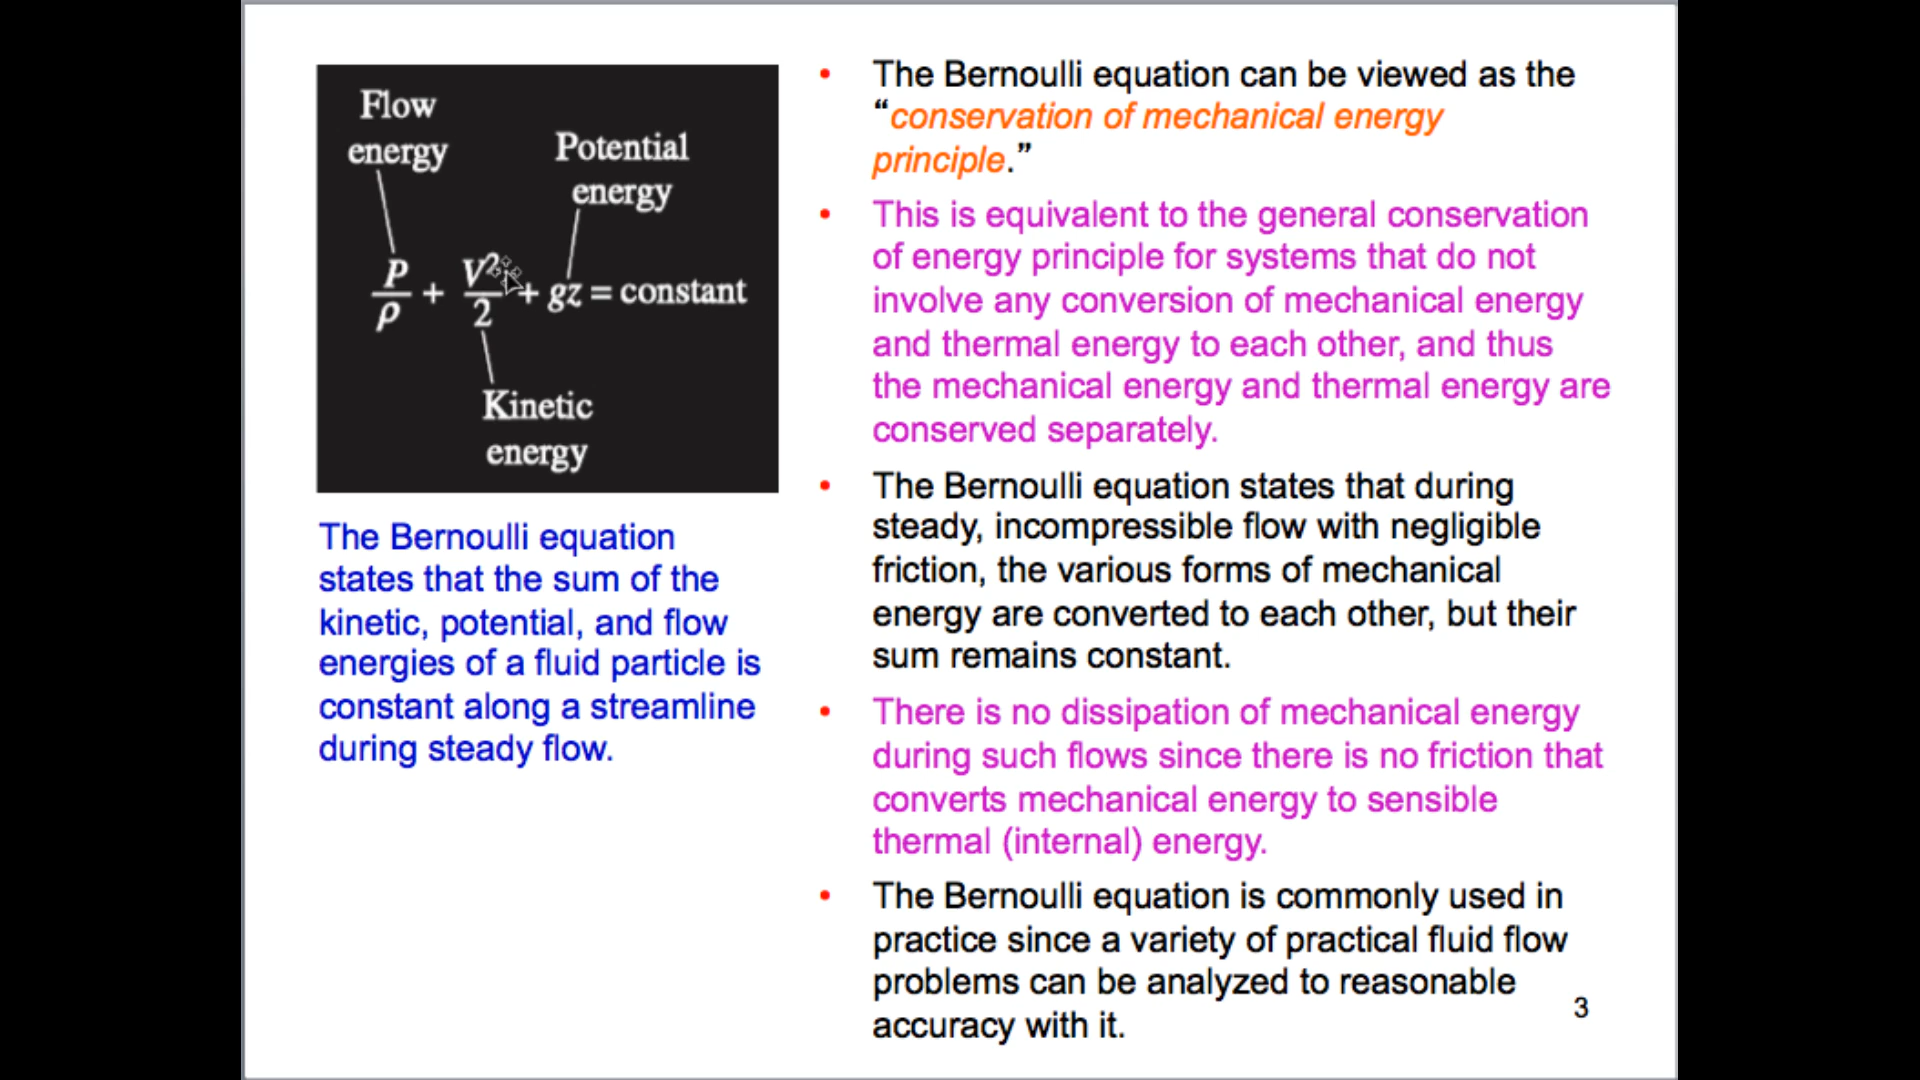 Flow
energy
Potential
energy
P/ρ + V²/2 + gz = constant
Kinetic
energy
The Bernoulli equation
states that the sum of the
kinetic, potential, and flow
energies of a fluid particle is
constant along a streamline
during steady flow.
• The Bernoulli equation can be viewed as the
“conservation of mechanical energy
principle.”
• This is equivalent to the general conservation
of energy principle for systems that do not
involve any conversion of mechanical energy
and thermal energy to each other, and thus
the mechanical energy and thermal energy are
conserved separately.
• The Bernoulli equation states that during
steady, incompressible flow with negligible
friction, the various forms of mechanical
energy are converted to each other, but their
sum remains constant.
• There is no dissipation of mechanical energy
during such flows since there is no friction that
converts mechanical energy to sensible
thermal (internal) energy.
• The Bernoulli equation is commonly used in
practice since a variety of practical fluid flow
problems can be analyzed to reasonable
accuracy with it.
3